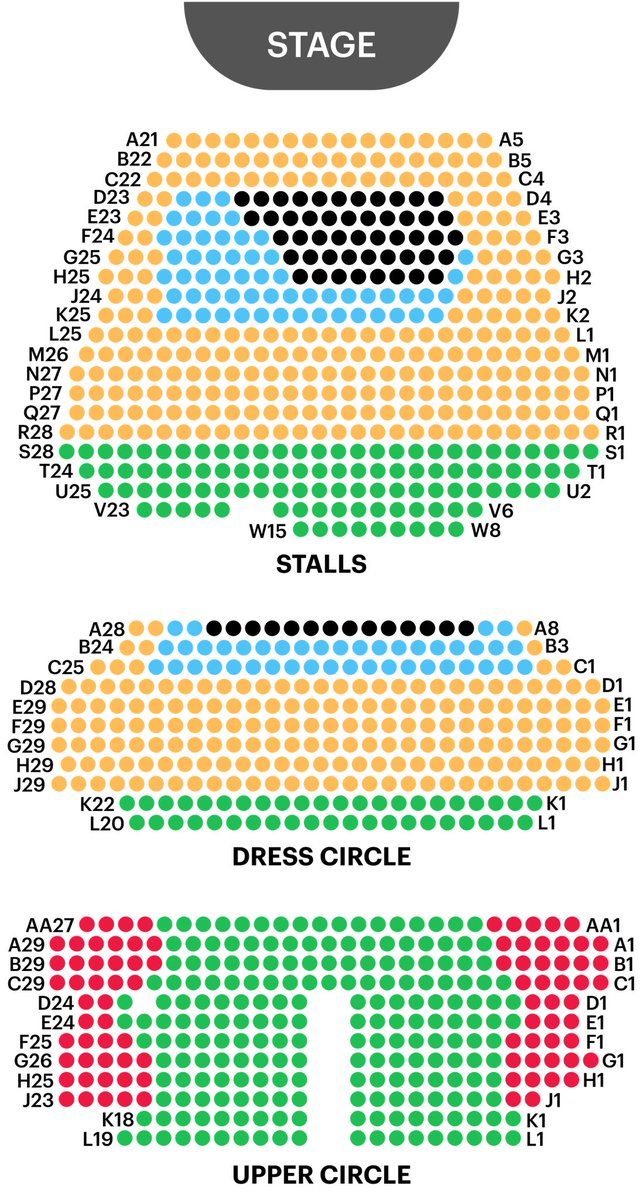 STAGE
A21 A5
B22 B5
C22 C4
D23 D4
E23 E3
F24 F3
G25 G3
H25 H2
J24 J2
K25 K2
L25 L1
M26 M1
N27 N1
P27 P1
Q27 Q1
R28 R1
S28 S1
T24 T1
U25 U2
V23 V6
W15 W8
STALLS
A28 A8
B24 B3
C25 C1
D28 D1
E29 E1
F29 F1
G29 G1
H29 H1
J29 J1
K22 K1
L20 L1
DRESS CIRCLE
AA27 AA1
A29 A1
B29 B1
C29 C1
D24 D1
E24 E1
F25 F1
G26 G1
H25 H1
J23 J1
K18 K1
L19 L1
UPPER CIRCLE